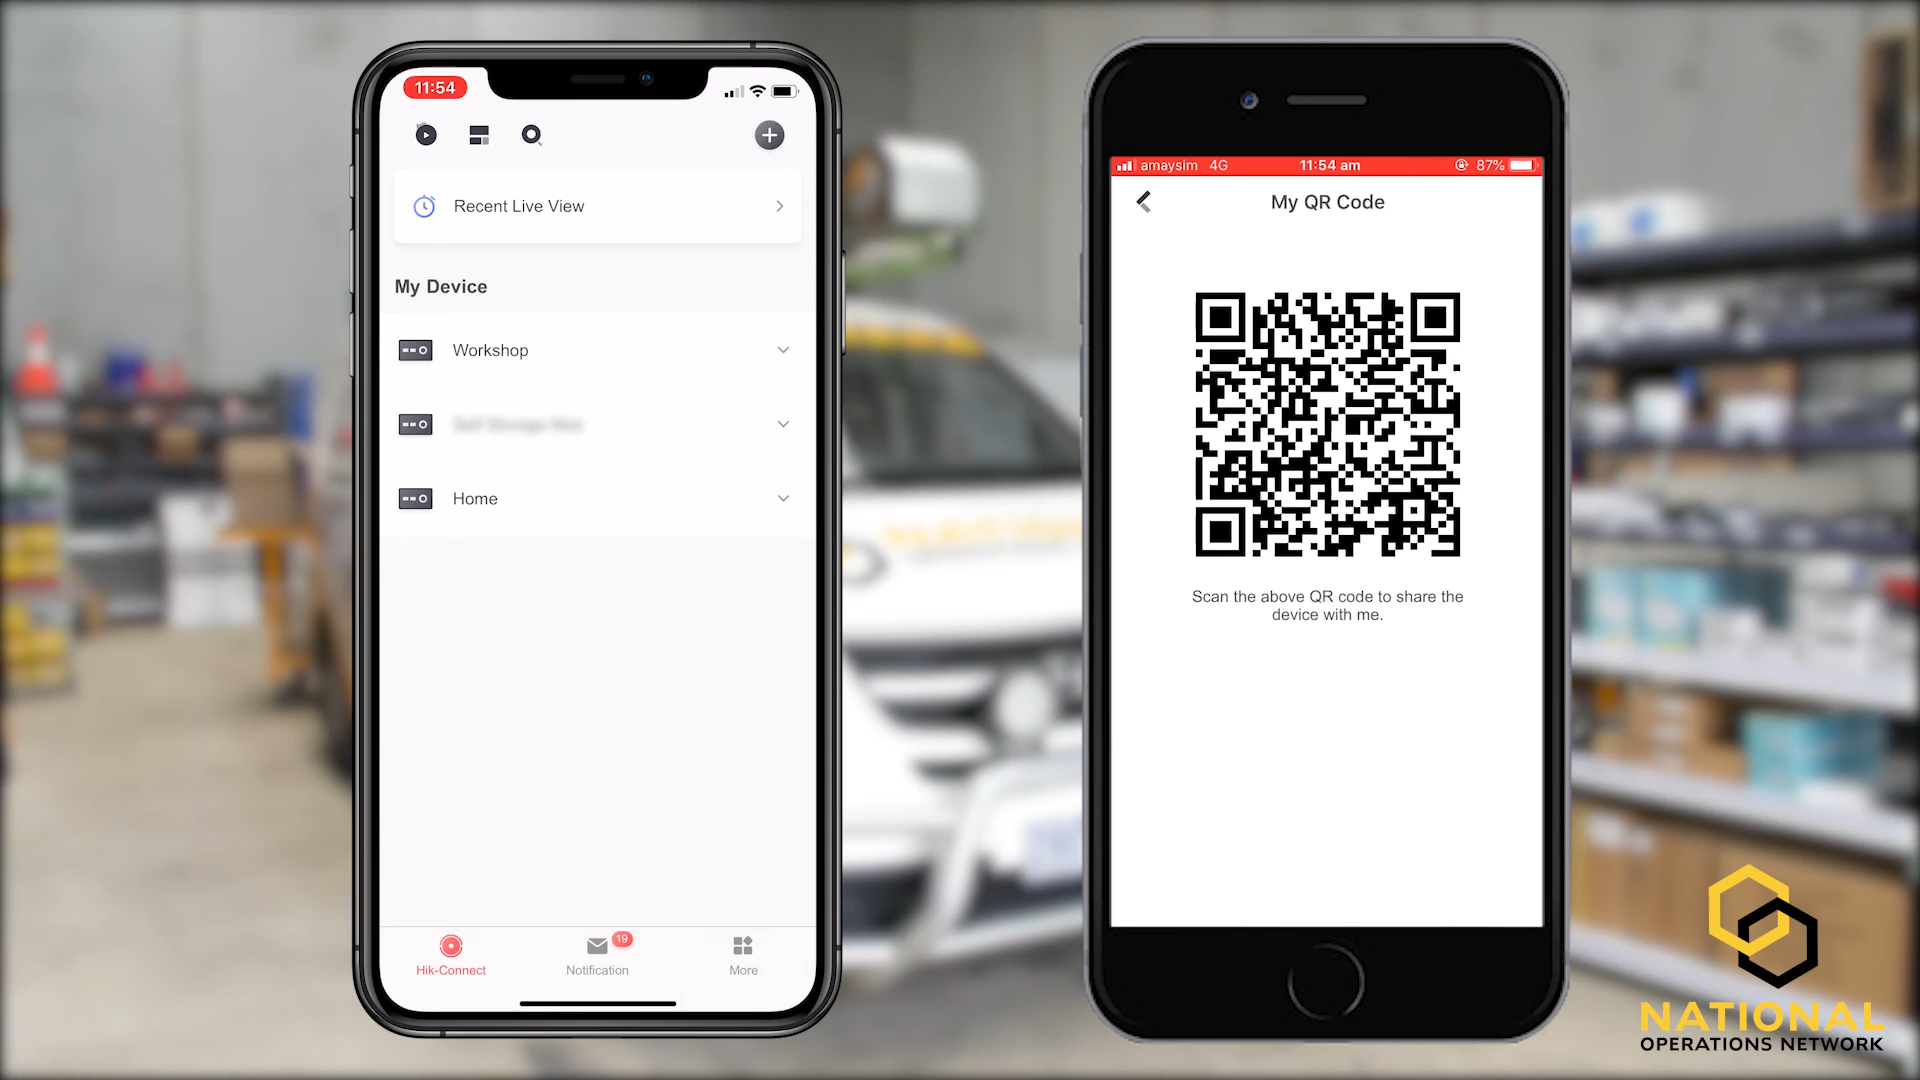 11:54
Recent Live View
My Device
Workshop
Home
Hik-Connect
19
Notification
More
amaysim 4G 11:54 am 87%
My QR Code
Scan the above QR code to share the
device with me.
NATIONAL
OPERATIONS NETWORK